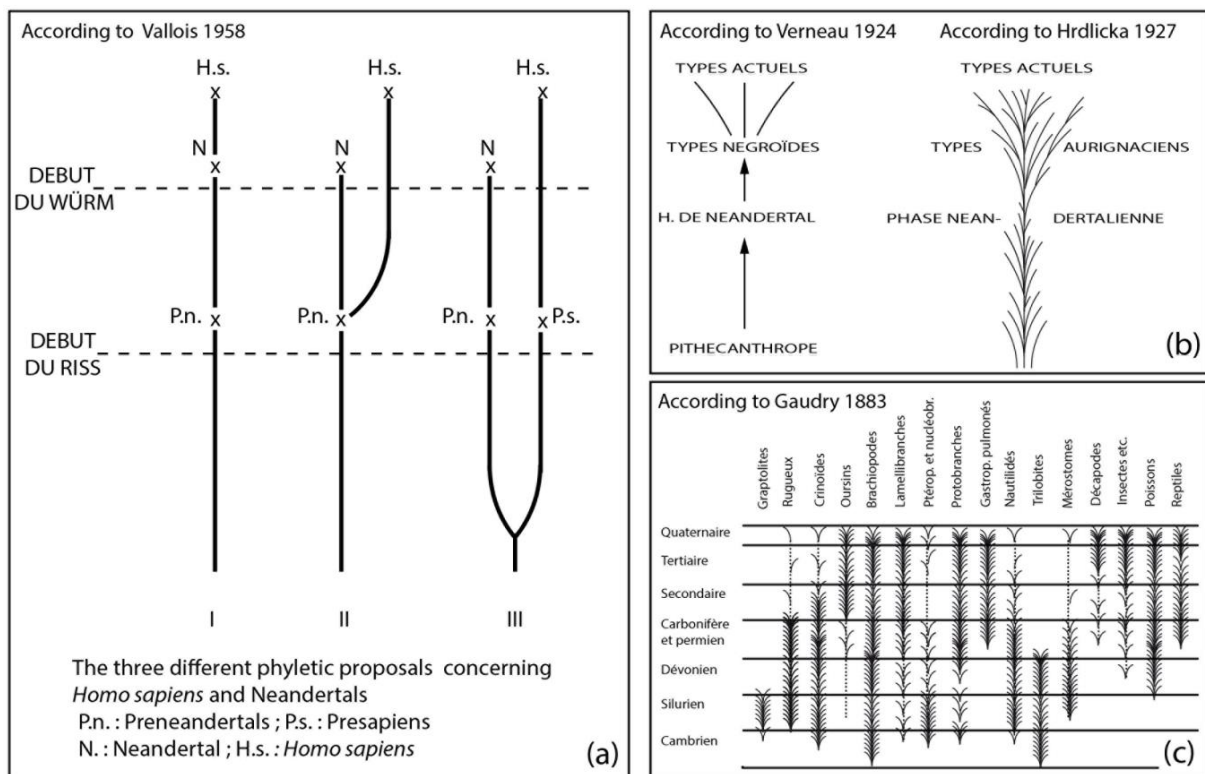 According to Vallois 1958
H.s. H.s. H.s.
x x x
N N N
x x x
DEBUT
DU WÜRM
P.n. x P.n. x P.n. x x P.s.
DEBUT
DU RISS
I II III
The three different phyletic proposals concerning
Homo sapiens and Neandertals
P.n. : Preneandertals ; P.s. : Presapiens
N. : Neandertal ; H.s. : Homo sapiens
(a)
According to Verneau 1924
TYPES ACTUELS
TYPES NEGROÏDES
H. DE NEANDERTAL
PITHECANTHROPE
According to Hrdlicka 1927
TYPES ACTUELS
TYPES AURIGNACIENS
PHASE NEAN- DERTALIENNE
(b)
According to Gaudry 1883
Graptolites
Rugueux
Crinoïdes
Oursins
Brachiopodes
Lamellibranches
Ptérop. et nucléobr.
Protobranches
Gastrop. pulmonés
Nautilidés
Trilobites
Mérostomes
Décapodes
Insectes etc.
Poissons
Reptiles
Quaternaire
Tertiaire
Secondaire
Carbonifère
et permien
Dévonien
Silurien
Cambrien
(c)